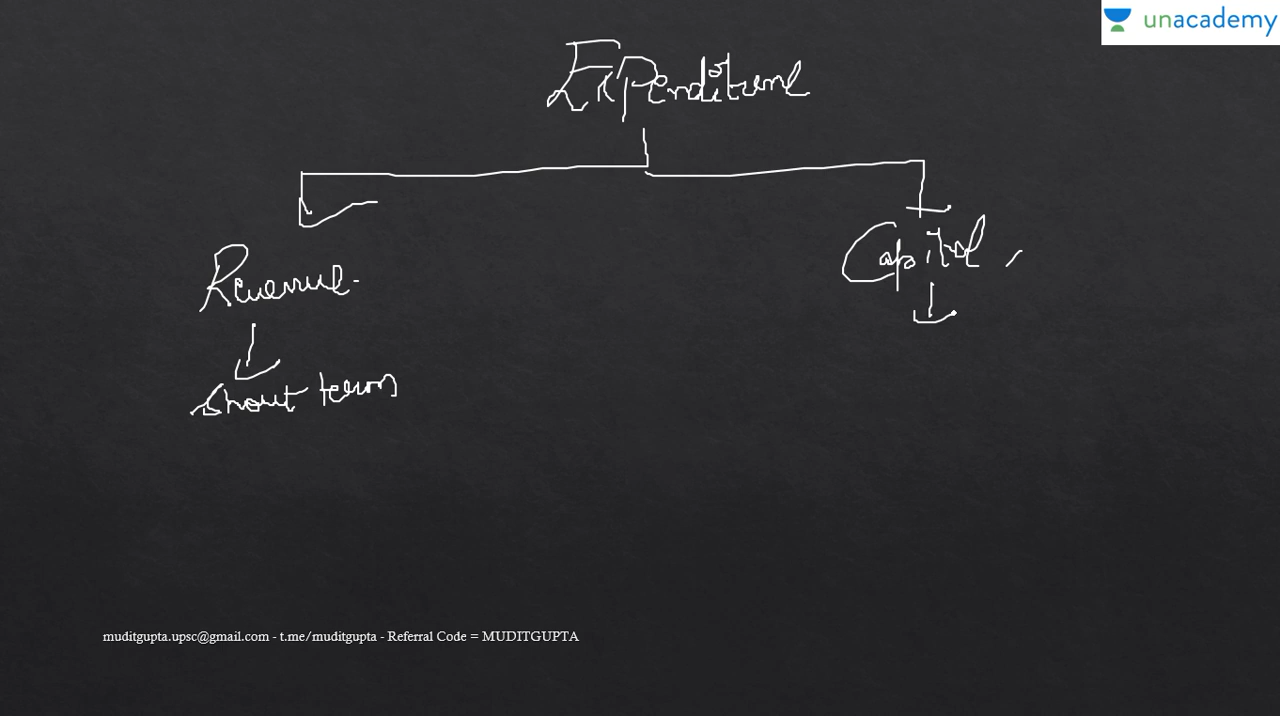 unacademy
Expenditure
Revenue
Capital
short term
muditgupta.upsc@gmail.com - t.me/muditgupta - Referral Code = MUDITGUPTA